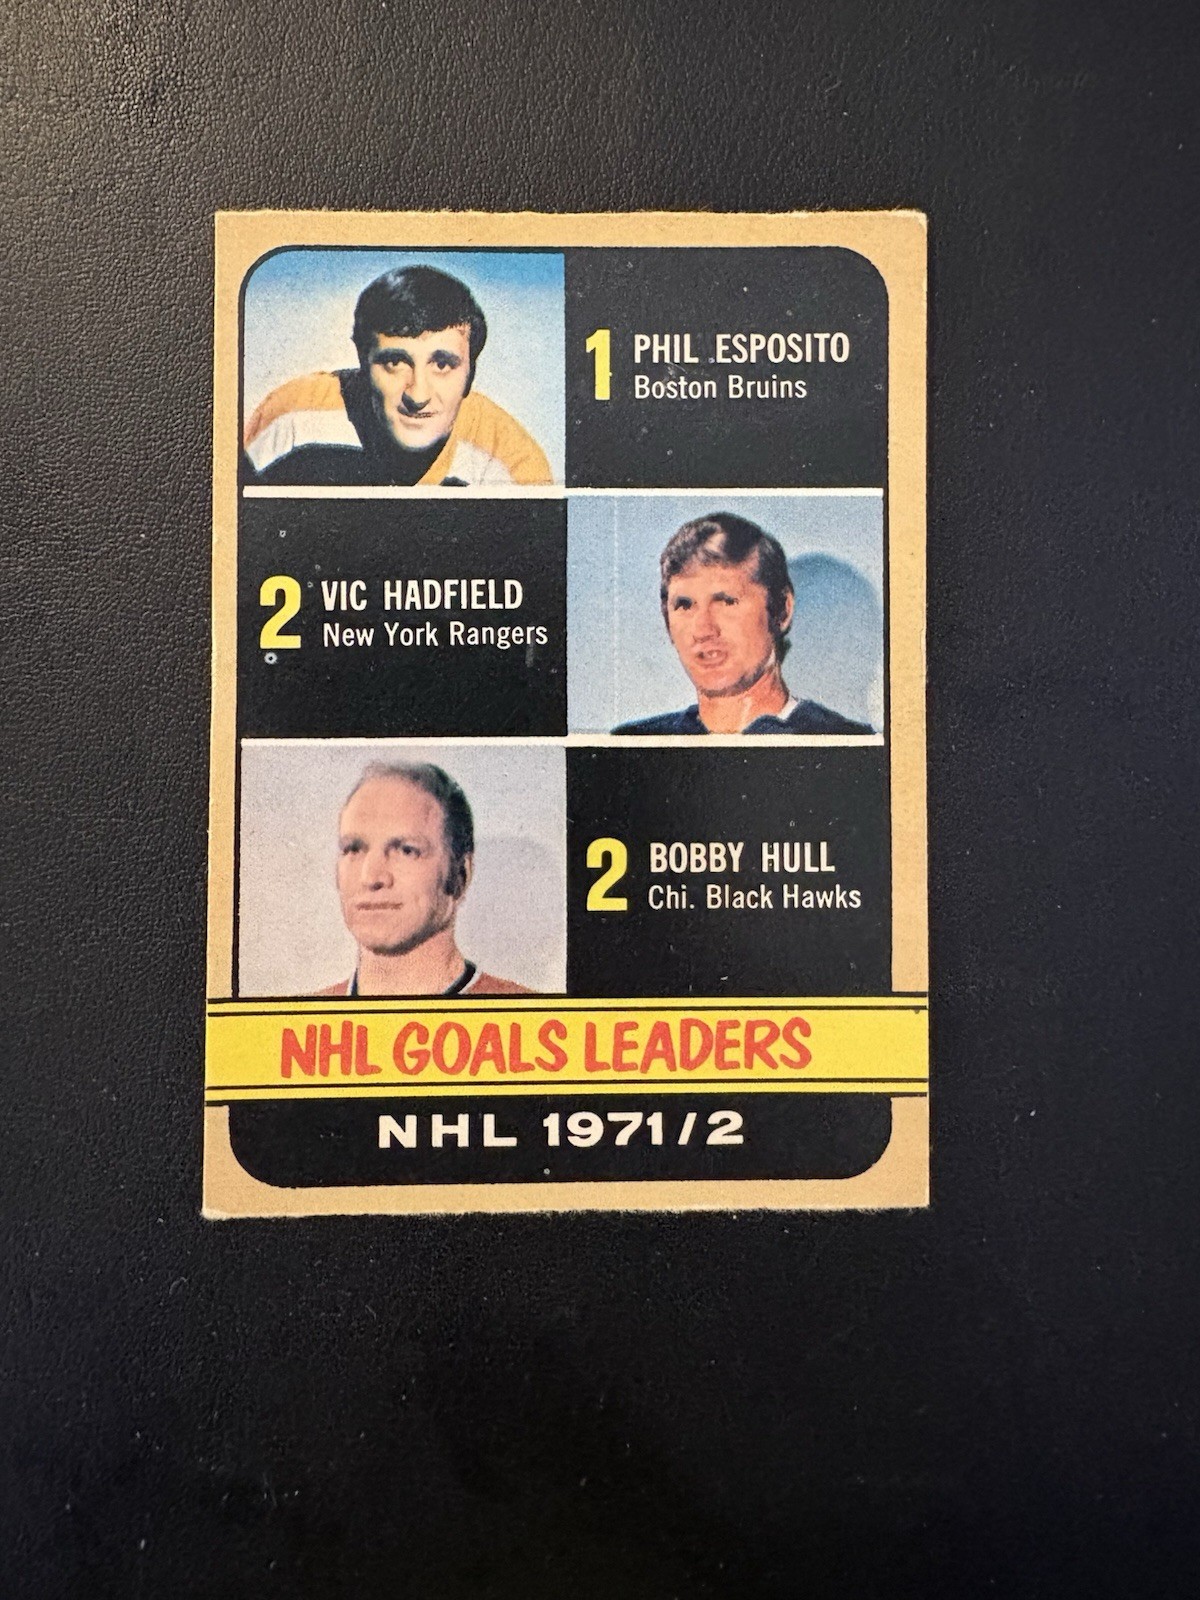 1 PHIL ESPOSITO
Boston Bruins
2 VIC HADFIELD
New York Rangers
2 BOBBY HULL
Chi. Black Hawks
NHL GOALS LEADERS
NHL 1971/2